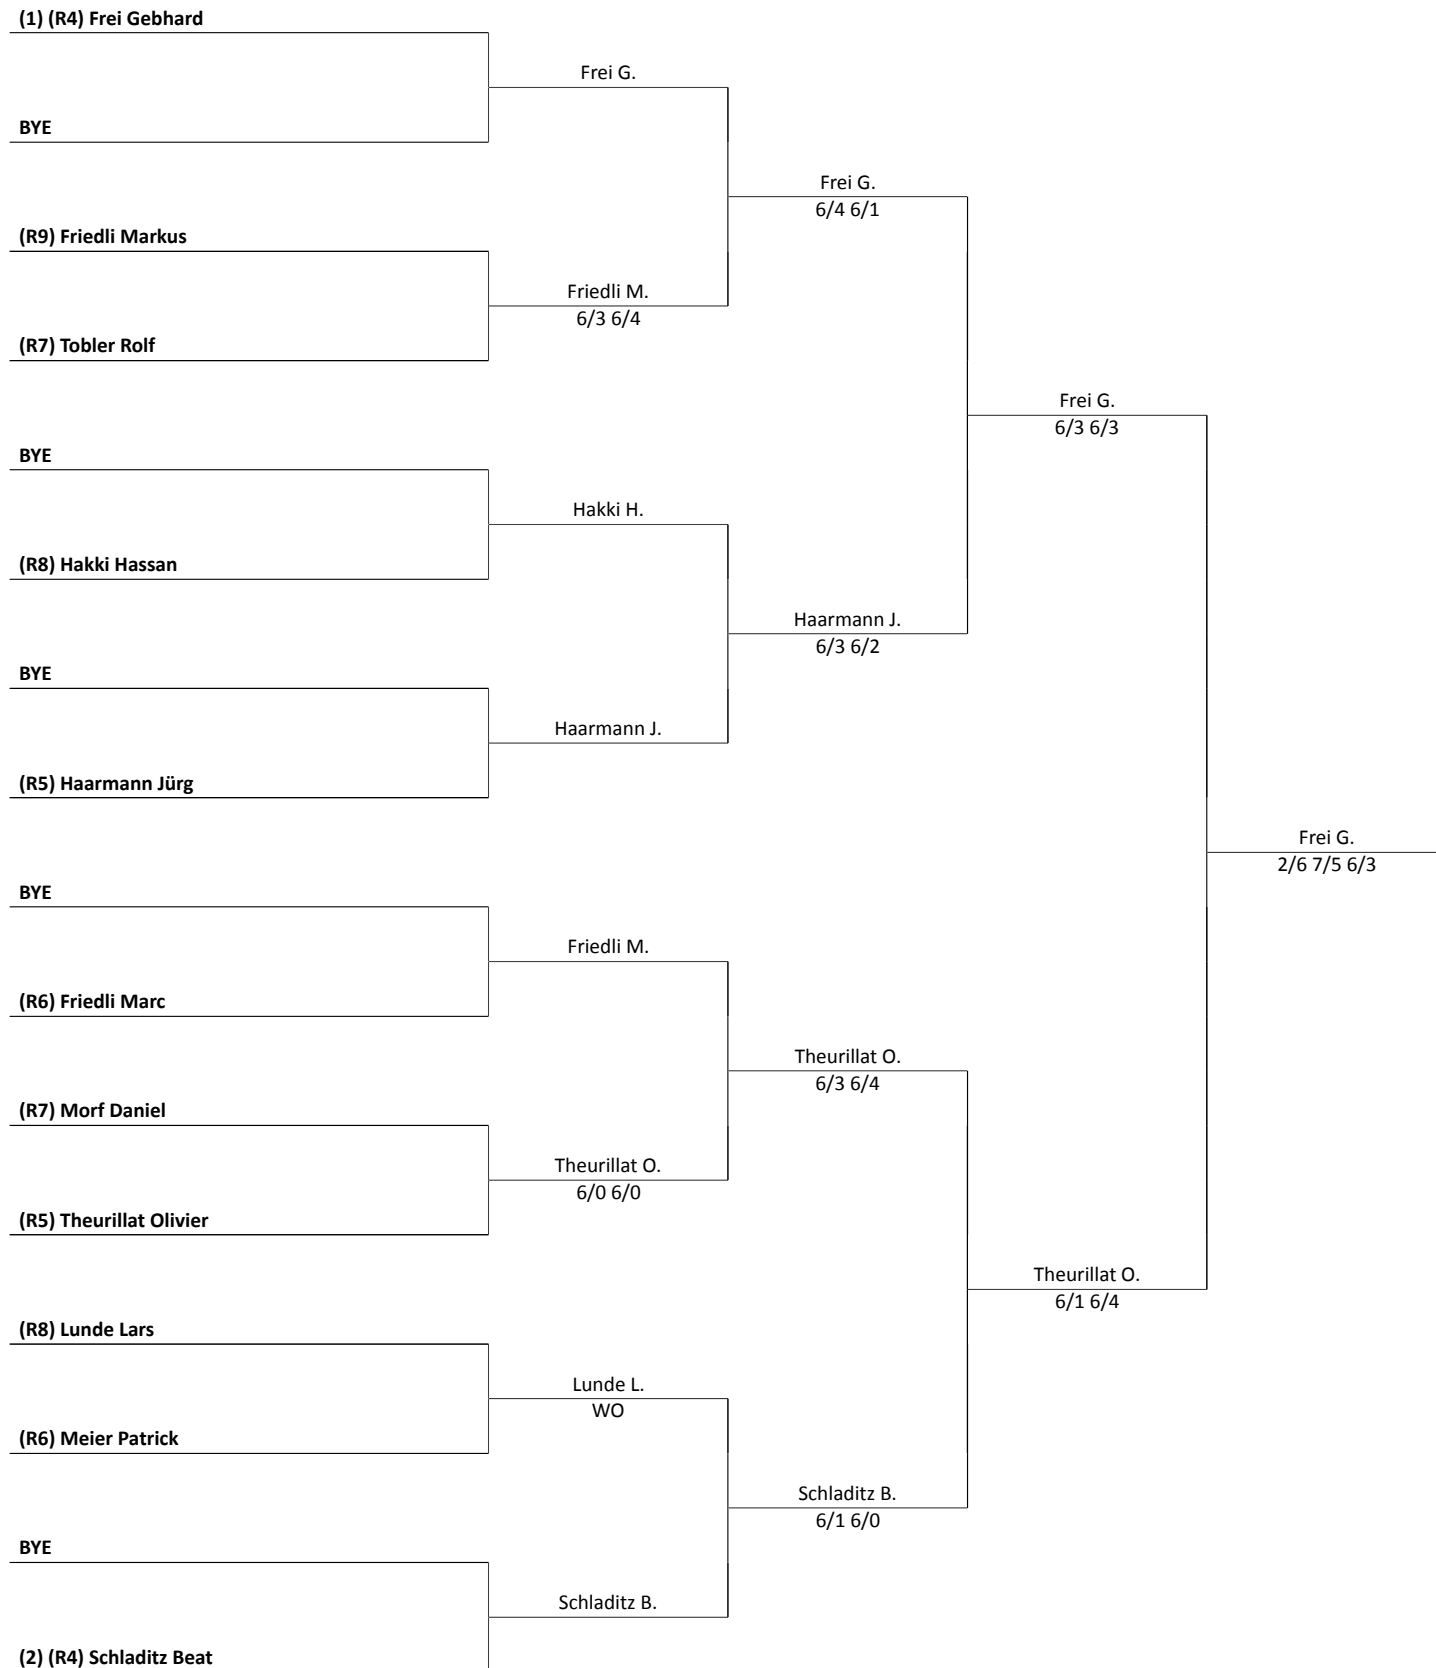 (1) (R4) Frei Gebhard
Frei G.
BYE
Frei G.
6/4 6/1
(R9) Friedli Markus
Friedli M.
6/3 6/4
(R7) Tobler Rolf
Frei G.
6/3 6/3
BYE
Hakki H.
(R8) Hakki Hassan
Haarmann J.
6/3 6/2
BYE
Haarmann J.
(R5) Haarmann Jürg
Frei G.
2/6 7/5 6/3
BYE
Friedli M.
(R6) Friedli Marc
Theurillat O.
6/3 6/4
(R7) Morf Daniel
Theurillat O.
6/0 6/0
(R5) Theurillat Olivier
Theurillat O.
6/1 6/4
(R8) Lunde Lars
Lunde L.
WO
(R6) Meier Patrick
Schladitz B.
6/1 6/0
BYE
Schladitz B.
(2) (R4) Schladitz Beat